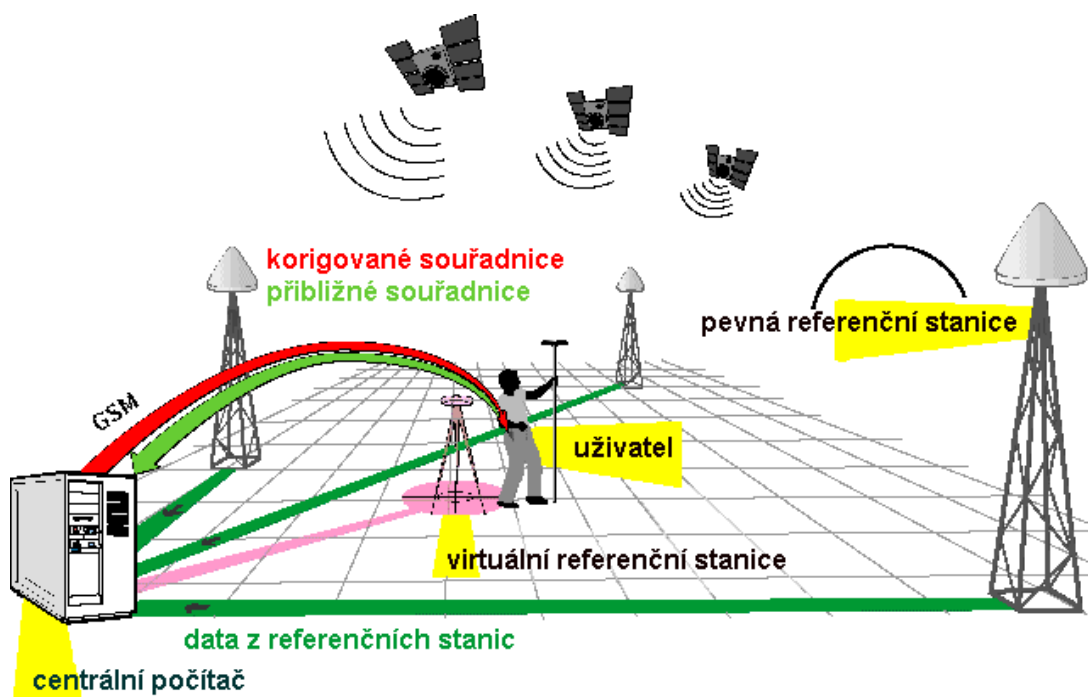 korigované souřadnice
přibližné souřadnice
pevná referenční stanice
GSM
uživatel
virtuální referenční stanice
data z referenčních stanic
centrální počítač